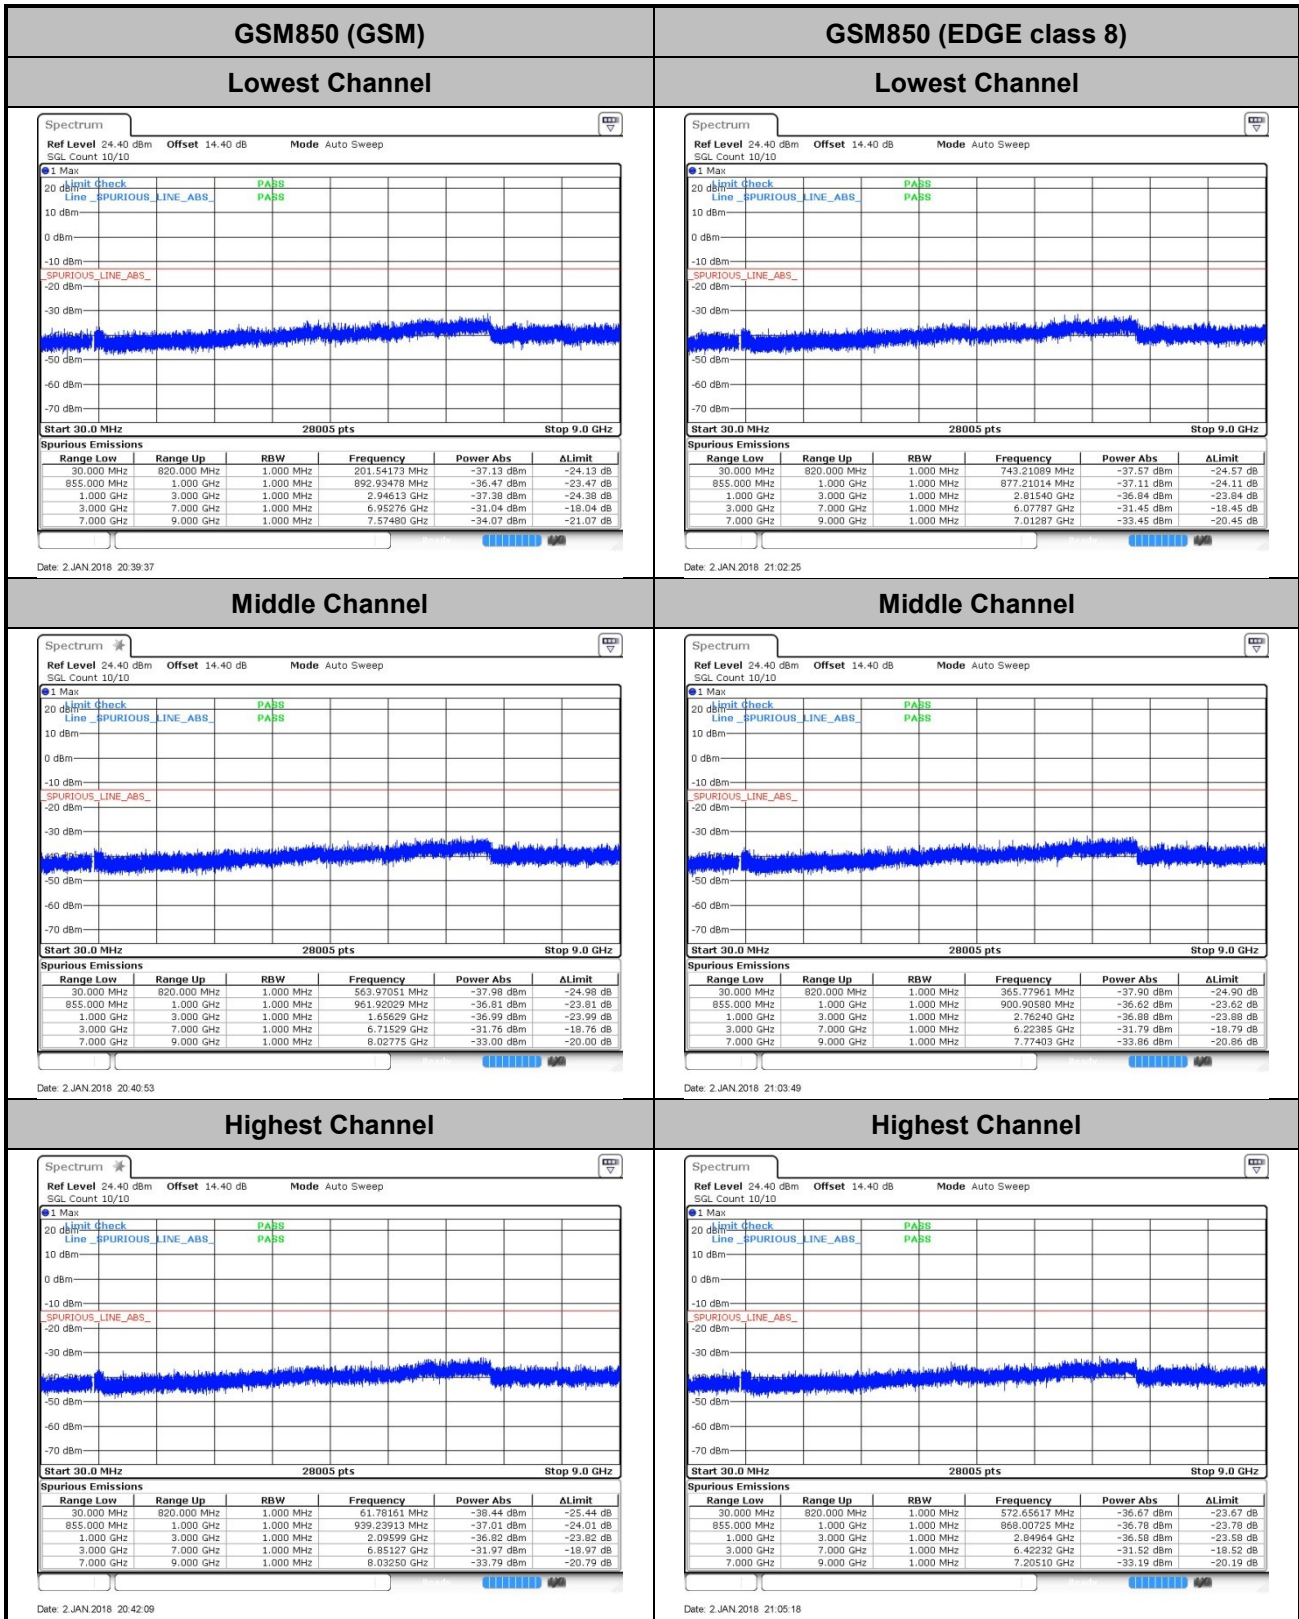 GSM850 (GSM)
GSM850 (EDGE class 8)
Lowest Channel
Lowest Channel
Spectrum
Ref Level 24.40 dBm Offset 14.40 dB Mode Auto Sweep
SGL Count 10/10
1 Max
Limit Check PASS
20 dBm
Line _SPURIOUS_LINE_ABS_ PASS
10 dBm
0 dBm
-10 dBm
_SPURIOUS_LINE_ABS_
-20 dBm
-30 dBm
-50 dBm
-60 dBm
-70 dBm
Start 30.0 MHz 28005 pts Stop 9.0 GHz
Spurious Emissions
Range Low Range Up RBW Frequency Power Abs ΔLimit
30.000 MHz 820.000 MHz 1.000 MHz 201.54173 MHz -37.13 dBm -24.13 dB
855.000 MHz 1.000 GHz 1.000 MHz 892.93478 MHz -36.47 dBm -23.47 dB
1.000 GHz 3.000 GHz 1.000 MHz 2.94613 GHz -37.38 dBm -24.38 dB
3.000 GHz 7.000 GHz 1.000 MHz 6.95276 GHz -31.04 dBm -18.04 dB
7.000 GHz 9.000 GHz 1.000 MHz 7.57480 GHz -34.07 dBm -21.07 dB
Date: 2.JAN.2018 20:39:37
Spectrum
Ref Level 24.40 dBm Offset 14.40 dB Mode Auto Sweep
SGL Count 10/10
1 Max
Limit Check PASS
20 dBm
Line _SPURIOUS_LINE_ABS_ PASS
10 dBm
0 dBm
-10 dBm
_SPURIOUS_LINE_ABS_
-20 dBm
-30 dBm
-50 dBm
-60 dBm
-70 dBm
Start 30.0 MHz 28005 pts Stop 9.0 GHz
Spurious Emissions
Range Low Range Up RBW Frequency Power Abs ΔLimit
30.000 MHz 820.000 MHz 1.000 MHz 743.21089 MHz -37.57 dBm -24.57 dB
855.000 MHz 1.000 GHz 1.000 MHz 877.21014 MHz -37.11 dBm -24.11 dB
1.000 GHz 3.000 GHz 1.000 MHz 2.81540 GHz -36.84 dBm -23.84 dB
3.000 GHz 7.000 GHz 1.000 MHz 6.07787 GHz -31.45 dBm -18.45 dB
7.000 GHz 9.000 GHz 1.000 MHz 7.01287 GHz -33.45 dBm -20.45 dB
Date: 2.JAN.2018 21:02:25
Middle Channel
Middle Channel
Spectrum
Ref Level 24.40 dBm Offset 14.40 dB Mode Auto Sweep
SGL Count 10/10
1 Max
Limit Check PASS
20 dBm
Line _SPURIOUS_LINE_ABS_ PASS
10 dBm
0 dBm
-10 dBm
_SPURIOUS_LINE_ABS_
-20 dBm
-30 dBm
-50 dBm
-60 dBm
-70 dBm
Start 30.0 MHz 28005 pts Stop 9.0 GHz
Spurious Emissions
Range Low Range Up RBW Frequency Power Abs ΔLimit
30.000 MHz 820.000 MHz 1.000 MHz 563.97051 MHz -37.98 dBm -24.98 dB
855.000 MHz 1.000 GHz 1.000 MHz 961.92029 MHz -36.81 dBm -23.81 dB
1.000 GHz 3.000 GHz 1.000 MHz 1.65629 GHz -36.99 dBm -23.99 dB
3.000 GHz 7.000 GHz 1.000 MHz 6.71529 GHz -31.76 dBm -18.76 dB
7.000 GHz 9.000 GHz 1.000 MHz 8.02775 GHz -33.00 dBm -20.00 dB
Date: 2.JAN.2018 20:40:53
Spectrum
Ref Level 24.40 dBm Offset 14.40 dB Mode Auto Sweep
SGL Count 10/10
1 Max
Limit Check PASS
20 dBm
Line _SPURIOUS_LINE_ABS_ PASS
10 dBm
0 dBm
-10 dBm
_SPURIOUS_LINE_ABS_
-20 dBm
-30 dBm
-50 dBm
-60 dBm
-70 dBm
Start 30.0 MHz 28005 pts Stop 9.0 GHz
Spurious Emissions
Range Low Range Up RBW Frequency Power Abs ΔLimit
30.000 MHz 820.000 MHz 1.000 MHz 365.77961 MHz -37.90 dBm -24.90 dB
855.000 MHz 1.000 GHz 1.000 MHz 900.90580 MHz -36.62 dBm -23.62 dB
1.000 GHz 3.000 GHz 1.000 MHz 2.76240 GHz -36.88 dBm -23.88 dB
3.000 GHz 7.000 GHz 1.000 MHz 6.22385 GHz -31.79 dBm -18.79 dB
7.000 GHz 9.000 GHz 1.000 MHz 7.77403 GHz -33.86 dBm -20.86 dB
Date: 2.JAN.2018 21:03:49
Highest Channel
Highest Channel
Spectrum
Ref Level 24.40 dBm Offset 14.40 dB Mode Auto Sweep
SGL Count 10/10
1 Max
Limit Check PASS
20 dBm
Line _SPURIOUS_LINE_ABS_ PASS
10 dBm
0 dBm
-10 dBm
_SPURIOUS_LINE_ABS_
-20 dBm
-30 dBm
-50 dBm
-60 dBm
-70 dBm
Start 30.0 MHz 28005 pts Stop 9.0 GHz
Spurious Emissions
Range Low Range Up RBW Frequency Power Abs ΔLimit
30.000 MHz 820.000 MHz 1.000 MHz 61.78161 MHz -38.44 dBm -25.44 dB
855.000 MHz 1.000 GHz 1.000 MHz 939.23913 MHz -37.01 dBm -24.01 dB
1.000 GHz 3.000 GHz 1.000 MHz 2.09599 GHz -36.82 dBm -23.82 dB
3.000 GHz 7.000 GHz 1.000 MHz 6.85127 GHz -31.97 dBm -18.97 dB
7.000 GHz 9.000 GHz 1.000 MHz 8.03250 GHz -33.79 dBm -20.79 dB
Date: 2.JAN.2018 20:42:09
Spectrum
Ref Level 24.40 dBm Offset 14.40 dB Mode Auto Sweep
SGL Count 10/10
1 Max
Limit Check PASS
20 dBm
Line _SPURIOUS_LINE_ABS_ PASS
10 dBm
0 dBm
-10 dBm
_SPURIOUS_LINE_ABS_
-20 dBm
-30 dBm
-50 dBm
-60 dBm
-70 dBm
Start 30.0 MHz 28005 pts Stop 9.0 GHz
Spurious Emissions
Range Low Range Up RBW Frequency Power Abs ΔLimit
30.000 MHz 820.000 MHz 1.000 MHz 572.65617 MHz -36.67 dBm -23.67 dB
855.000 MHz 1.000 GHz 1.000 MHz 868.00725 MHz -36.78 dBm -23.78 dB
1.000 GHz 3.000 GHz 1.000 MHz 2.84964 GHz -36.58 dBm -23.58 dB
3.000 GHz 7.000 GHz 1.000 MHz 6.42232 GHz -31.52 dBm -18.52 dB
7.000 GHz 9.000 GHz 1.000 MHz 7.20510 GHz -33.19 dBm -20.19 dB
Date: 2.JAN.2018 21:05:18